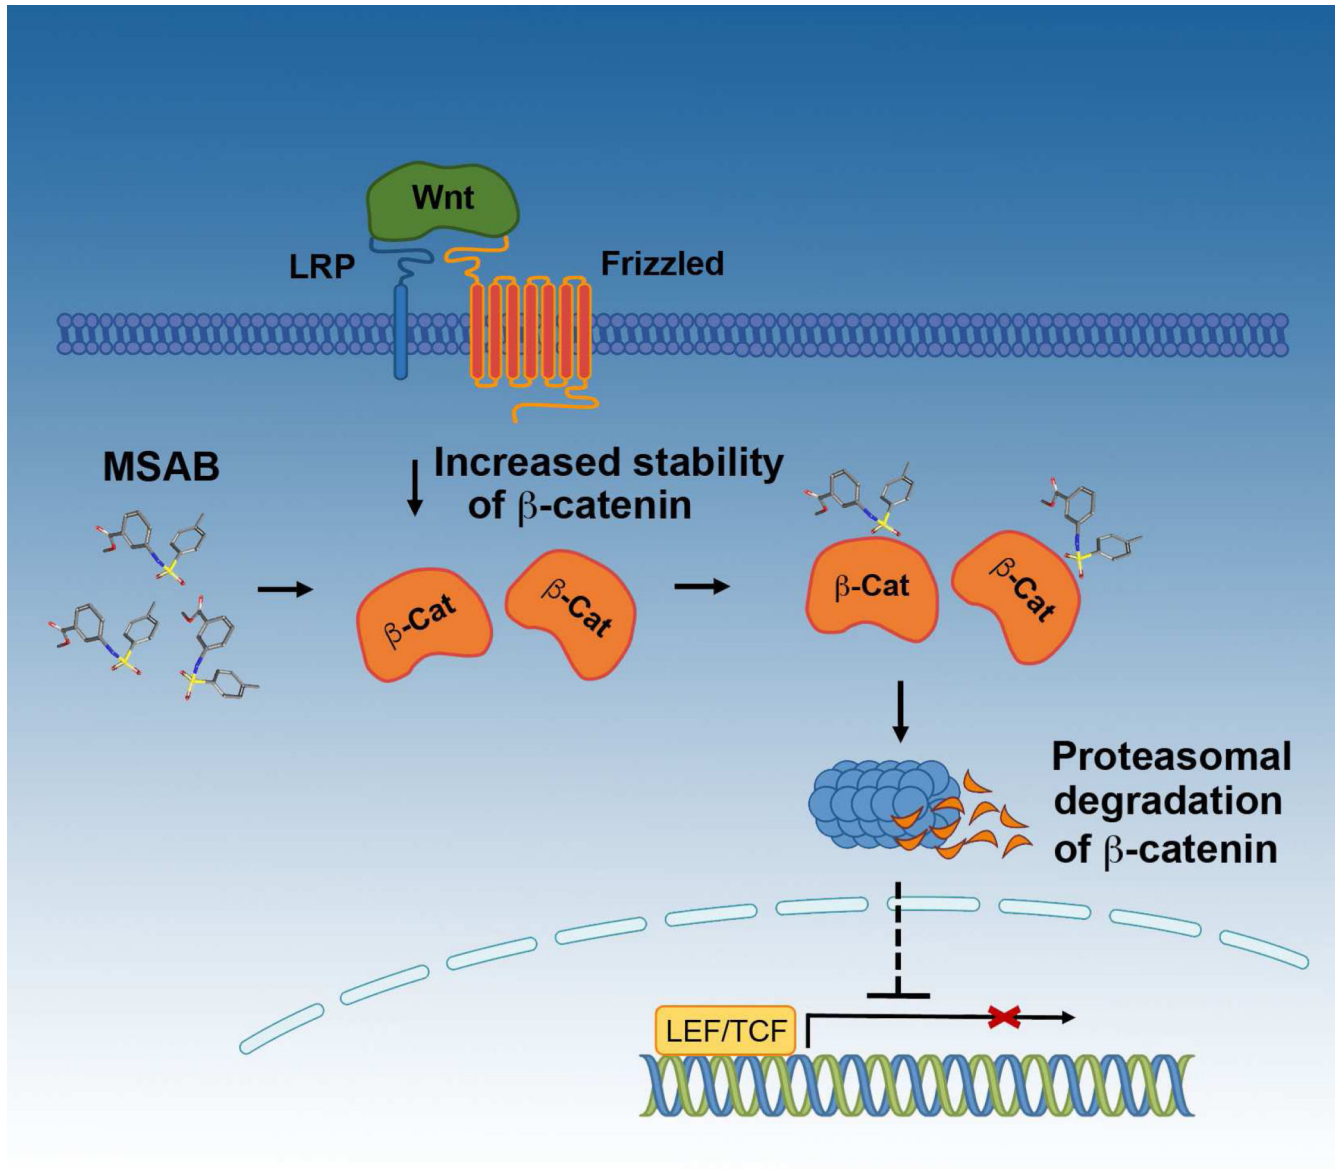 Wnt
LRP
Frizzled
MSAB
Increased stability
of β-catenin
β-Cat
β-Cat
β-Cat
β-Cat
Proteasomal
degradation
of β-catenin
LEF/TCF